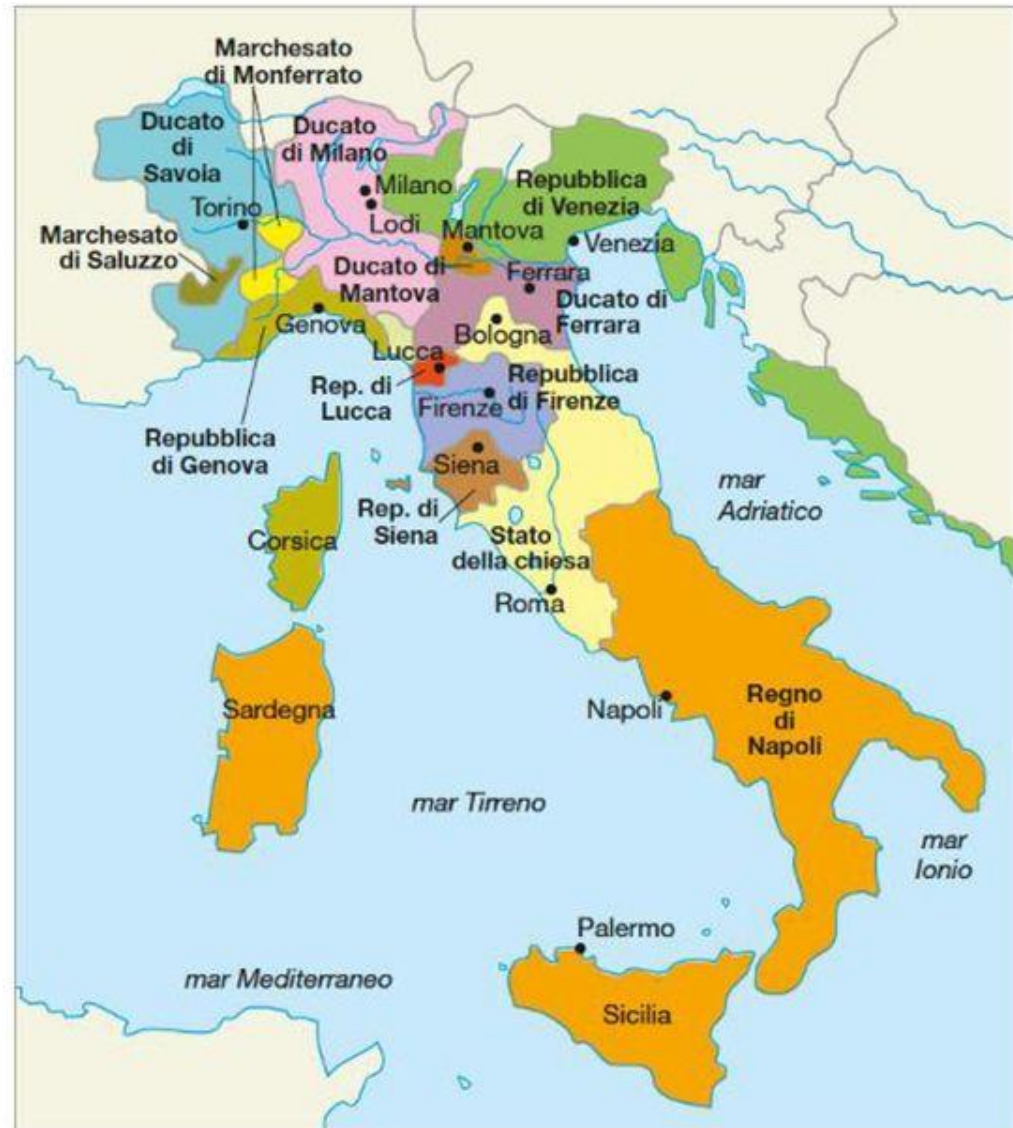 Marchesato
di Monferrato
Ducato
di
Savoia
Ducato
di Milano
Milano
Lodi
Torino
Marchesato
di Saluzzo
Repubblica
di Venezia
Mantova
Venezia
Ducato di
Mantova
Ferrara
Ducato di
Ferrara
Genova
Bologna
Lucca
Rep. di
Lucca
Repubblica
di Firenze
Firenze
Repubblica
di Genova
Siena
Rep. di
Siena
mar
Adriatico
Corsica
Stato
della chiesa
Roma
Sardegna
Napoli
Regno
di
Napoli
mar Tirreno
mar
Ionio
Palermo
mar Mediterraneo
Sicilia